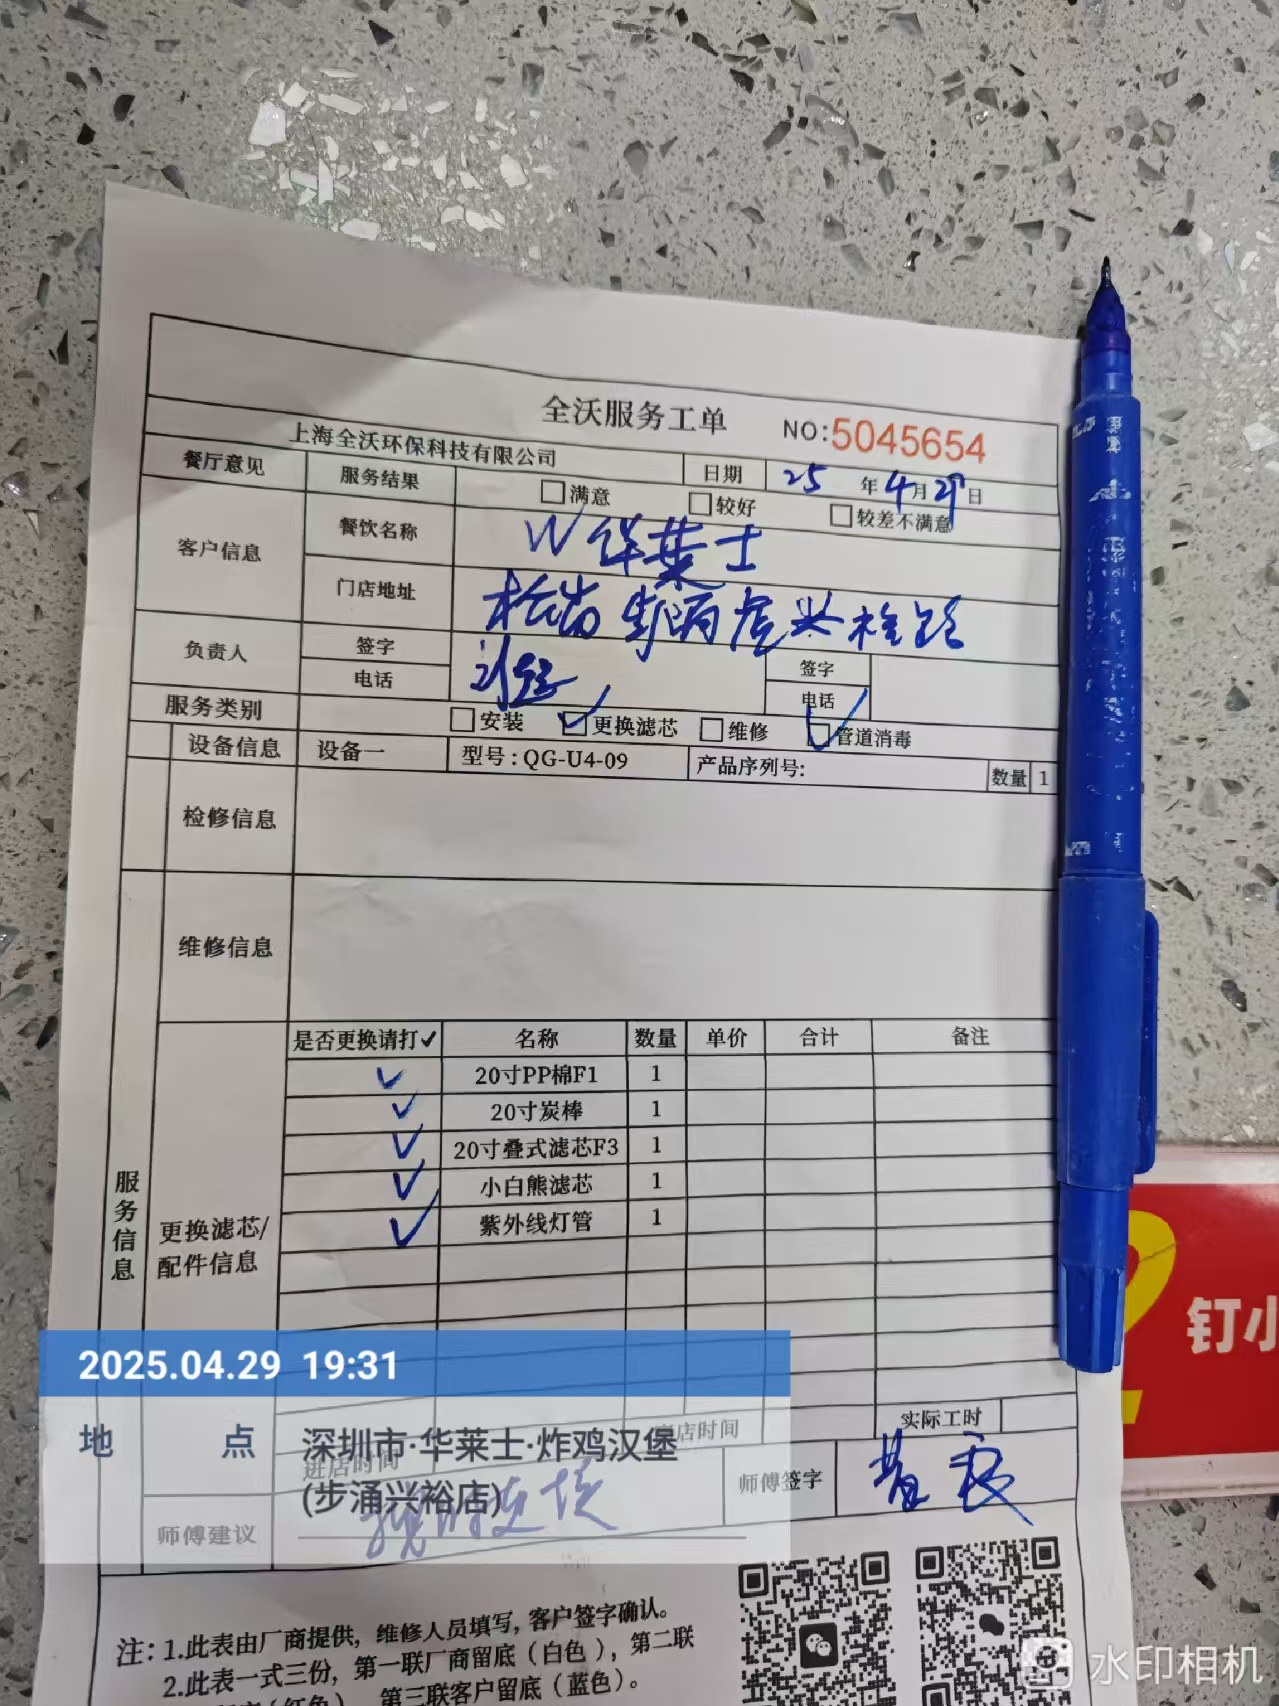 全沃服务工单 NO:5045654
上海全沃环保科技有限公司 日期 25 年 4 月 29 日
餐厅意见 服务结果 满意 较好 较差不满意
客户信息 餐饮名称 W 华莱士
门店地址 松岗
负责人 签字 签字
电话 电话
服务类别 安装 更换滤芯 维修 管道消毒
设备信息 设备一 型号:QG-U4-09 产品序列号: 数量 1
检修信息
维修信息
服务信息
更换滤芯/
配件信息
是否更换请打✓ 名称 数量 单价 合计 备注
✓ 20寸PP棉F1 1
✓ 20寸炭棒 1
✓ 20寸叠式滤芯F3 1
✓ 小白熊滤芯 1
✓ 紫外线灯管 1
进店时间 离店时间 实际工时
师傅建议 师傅签字
2025.04.29 19:31
地 点 深圳市·华莱士·炸鸡汉堡
(步涌兴裕店)
注: 1.此表由厂商提供，维修人员填写，客户签字确认。
2.此表一式三份，第一联厂商留底（白色），第二联
（红色），第三联客户留底（蓝色）。
2
钉小
水印相机